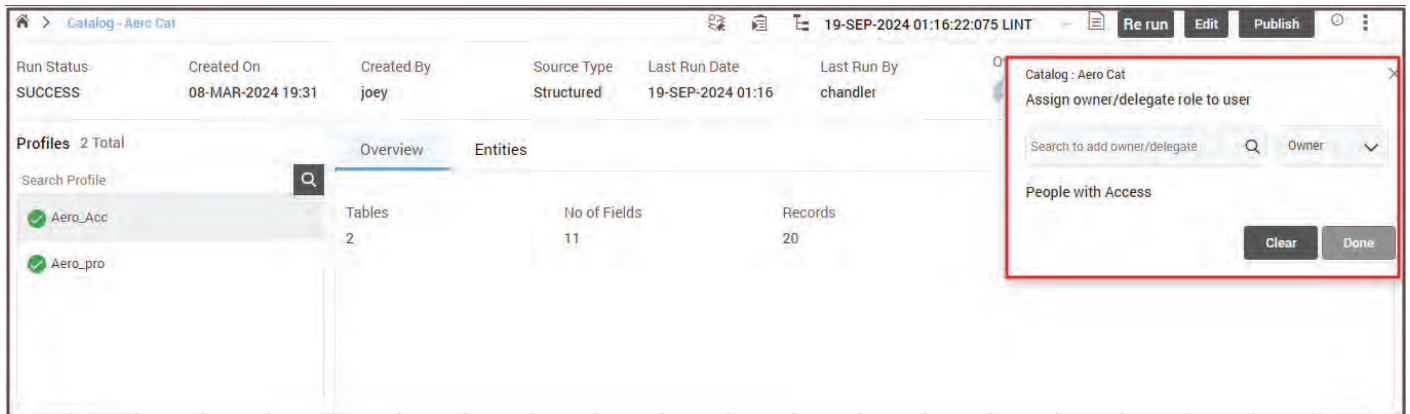 Catalog - Aero Cat
19-SEP-2024 01:16:22:075 LINT
Re run
Edit
Publish
Run Status
Created On
Created By
Source Type
Last Run Date
Last Run By
SUCCESS
08-MAR-2024 19:31
joey
Structured
19-SEP-2024 01:16
chandler
Profiles 2 Total
Search Profile
Aero_Acc
Aero_pro
Overview
Entities
Tables
No of Fields
Records
2
11
20
Catalog : Aero Cat
Assign owner/delegate role to user
Search to add owner/delegate
Owner
People with Access
Clear
Done